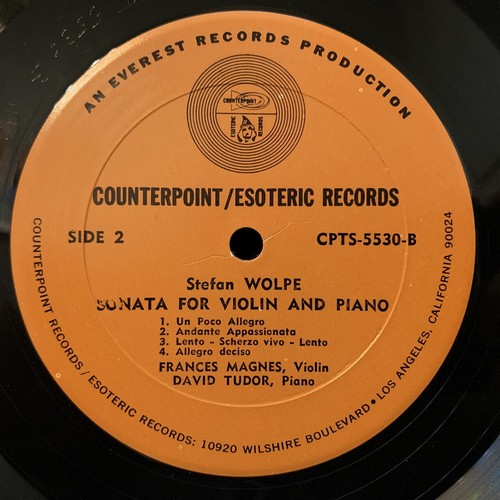 AN EVEREST RECORDS PRODUCTION
COUNTERPOINT
ESOTERIC RECORDS
COUNTERPOINT/ESOTERIC RECORDS
SIDE 2
CPTS-5530-B
Stefan WOLPE
SONATA FOR VIOLIN AND PIANO
1. Un Poco Allegro
2. Andante Appassionata
3. Lento - Scherzo vivo - Lento
4. Allegro deciso
FRANCES MAGNES, Violin
DAVID TUDOR, Piano
COUNTERPOINT RECORDS / ESOTERIC RECORDS: 10920 WILSHIRE BOULEVARD • LOS ANGELES, CALIFORNIA 90024